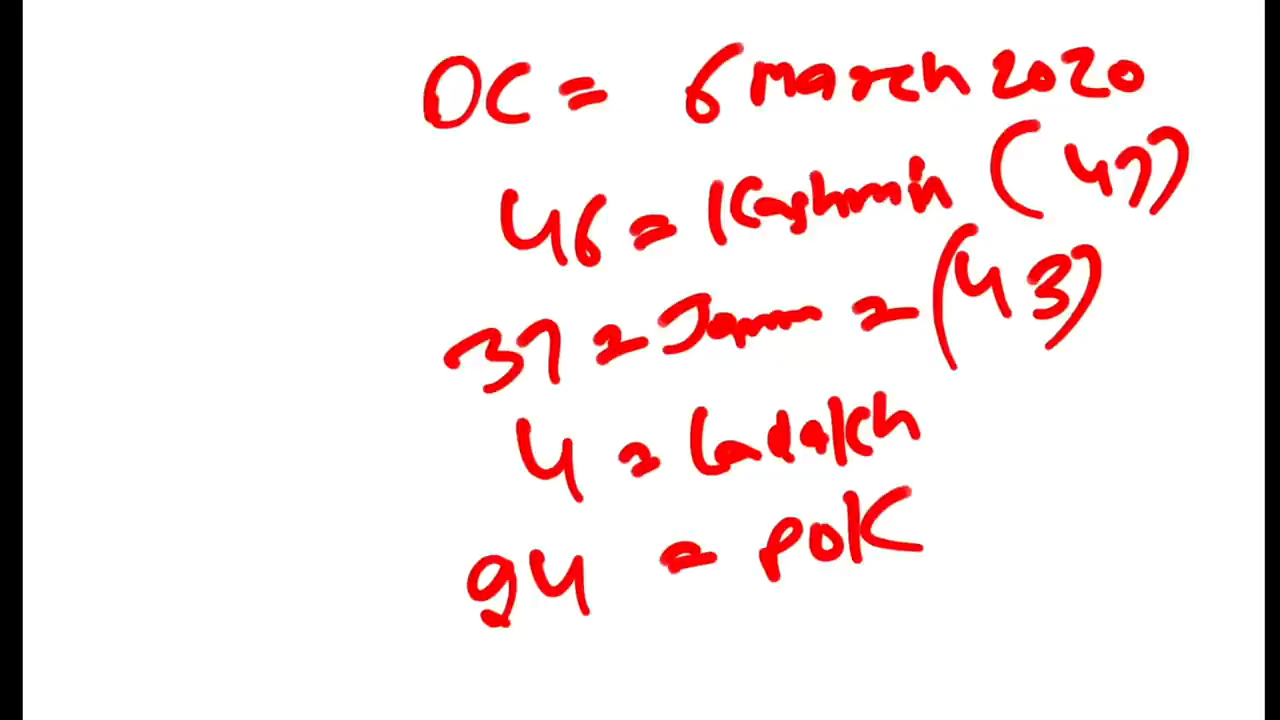 DC = 6 March 2020
46 = Kashmir (47)
37 = Jammu = (43)
4 = Ladakh
24 = POK